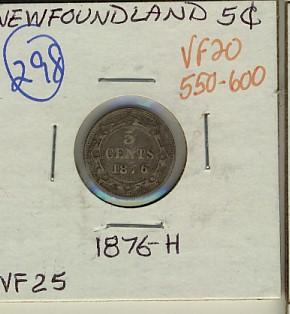 NEWFOUNDLAND 5¢
298
VF20
550-600
5
CENTS
1876
1876-H
VF25